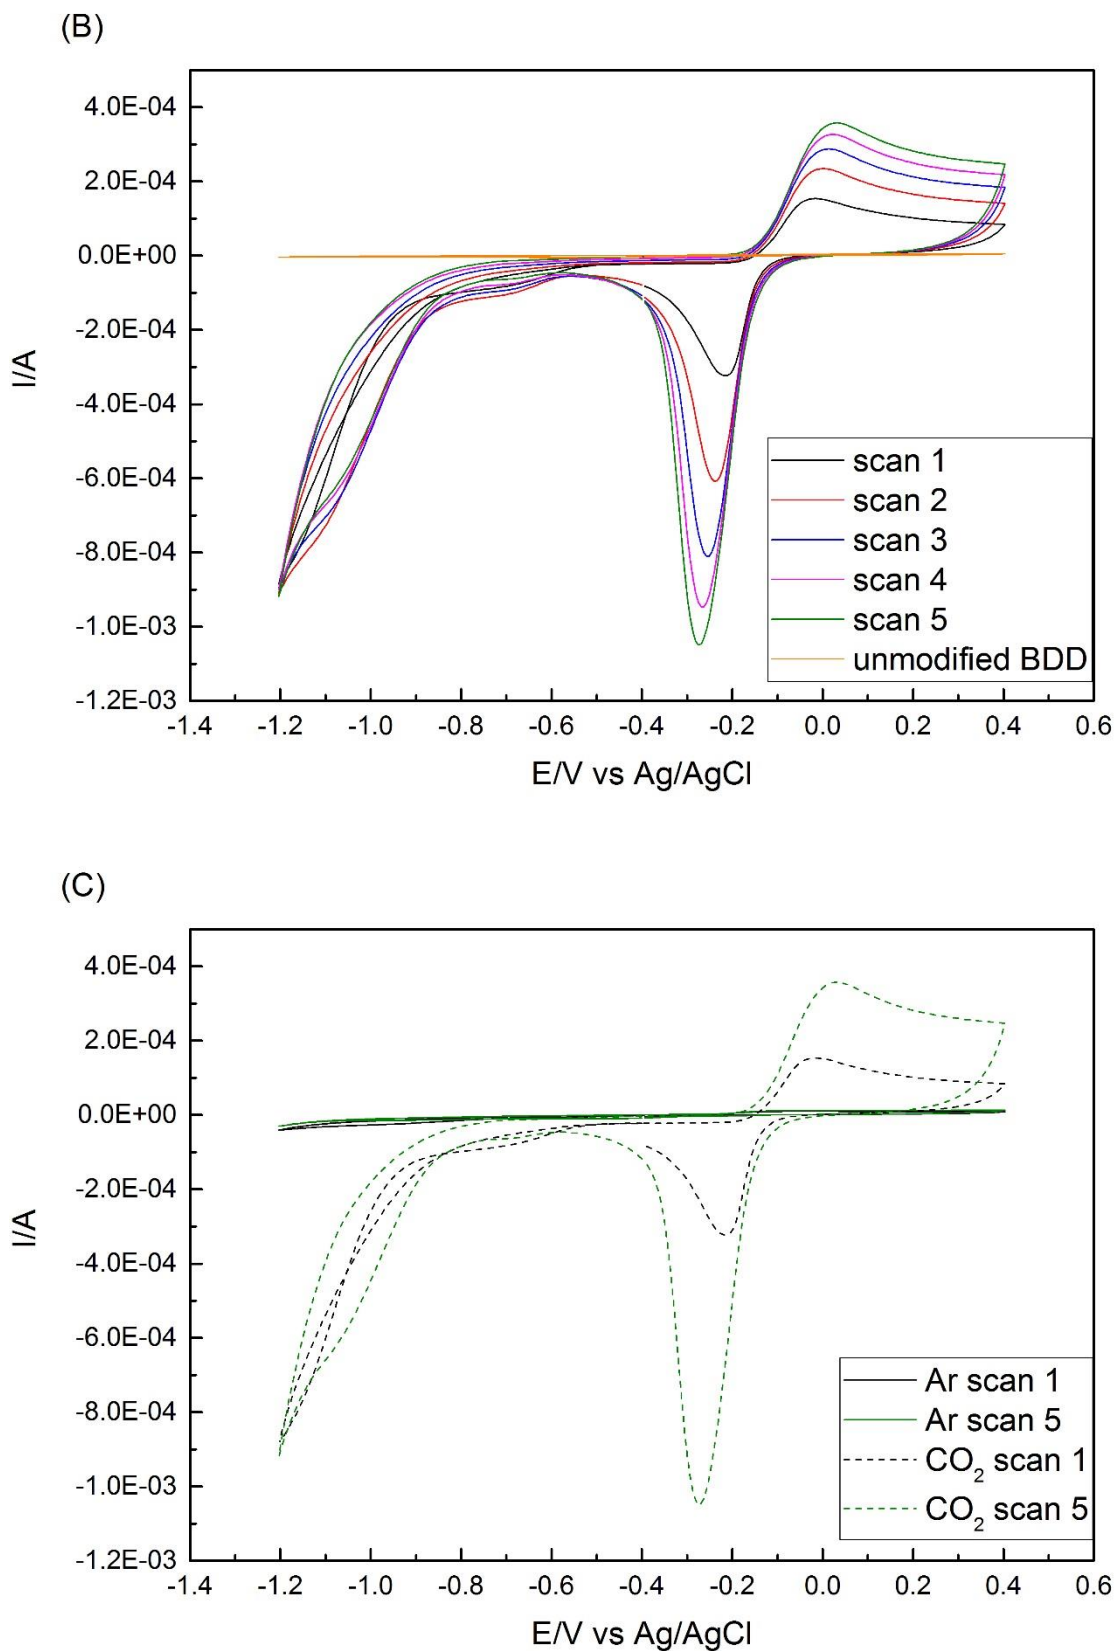 (B)
4.0E-04
2.0E-04
0.0E+00
-2.0E-04
-4.0E-04
-6.0E-04
-8.0E-04
-1.0E-03
-1.2E-03
I/A
scan 1
scan 2
scan 3
scan 4
scan 5
unmodified BDD
-1.4 -1.2 -1.0 -0.8 -0.6 -0.4 -0.2 0.0 0.2 0.4 0.6
E/V vs Ag/AgCl
(C)
4.0E-04
2.0E-04
0.0E+00
-2.0E-04
-4.0E-04
-6.0E-04
-8.0E-04
-1.0E-03
-1.2E-03
I/A
Ar scan 1
Ar scan 5
CO₂ scan 1
CO₂ scan 5
-1.4 -1.2 -1.0 -0.8 -0.6 -0.4 -0.2 0.0 0.2 0.4 0.6
E/V vs Ag/AgCl